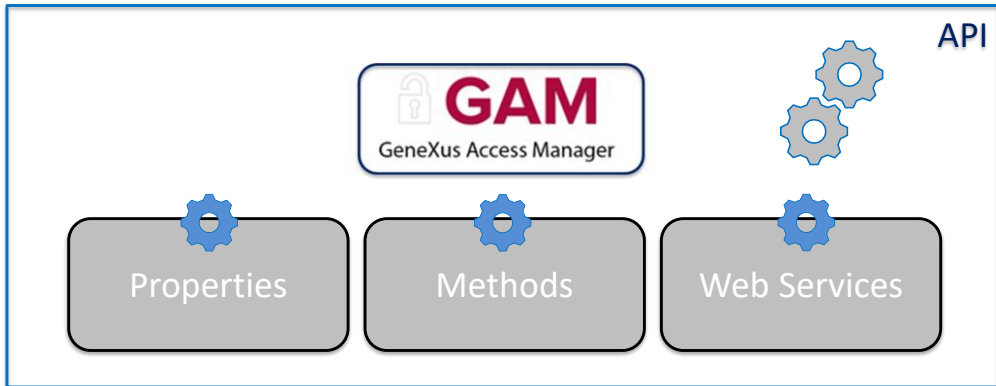 API
GAM
GeneXus Access Manager
Properties
Methods
Web Services